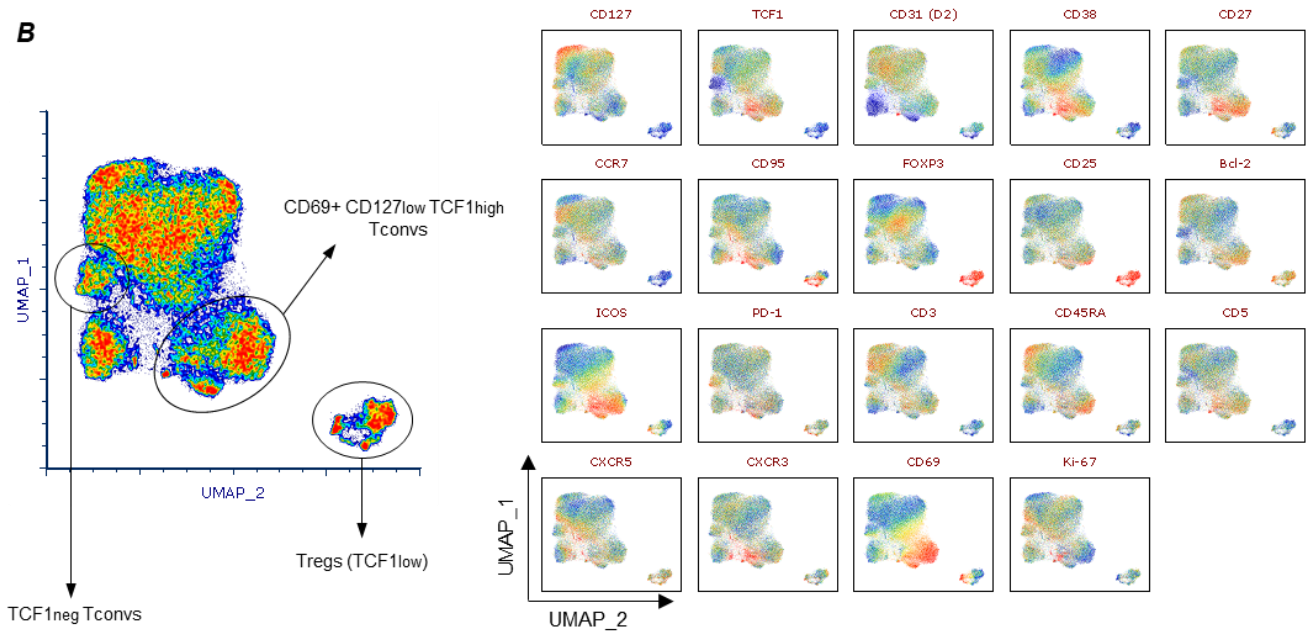 B
CD127
TCF1
CD31 (D2)
CD38
CD27
CCR7
CD95
FOXP3
CD25
Bcl-2
ICOS
PD-1
CD3
CD45RA
CD5
CXCR5
CXCR3
CD69
Ki-67
CD69+ CD127low TCF1high
Tconvs
UMAP_1
UMAP_2
Tregs (TCF1low)
TCF1neg Tconvs
UMAP_1
UMAP_2